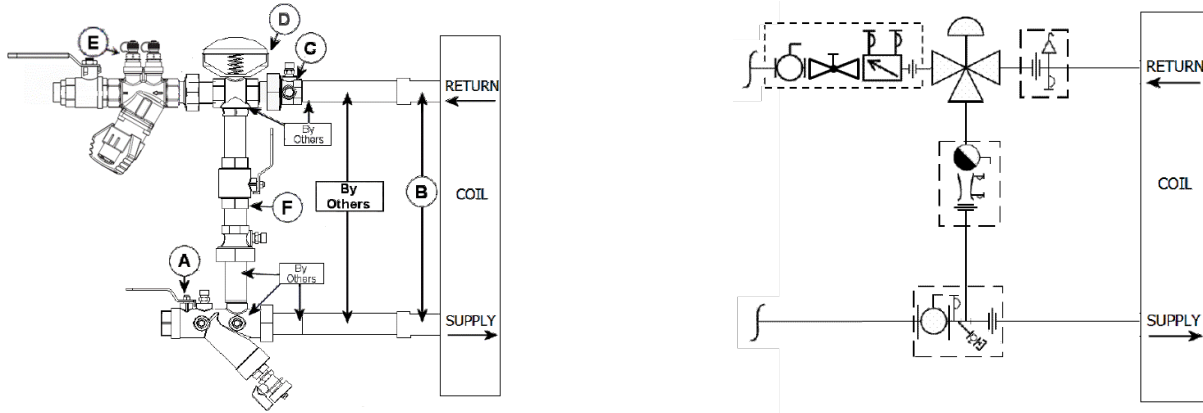 D
C
E
RETURN
By
Others
By
Others
B
COIL
F
A
By
Others
SUPPLY
RETURN
COIL
SUPPLY